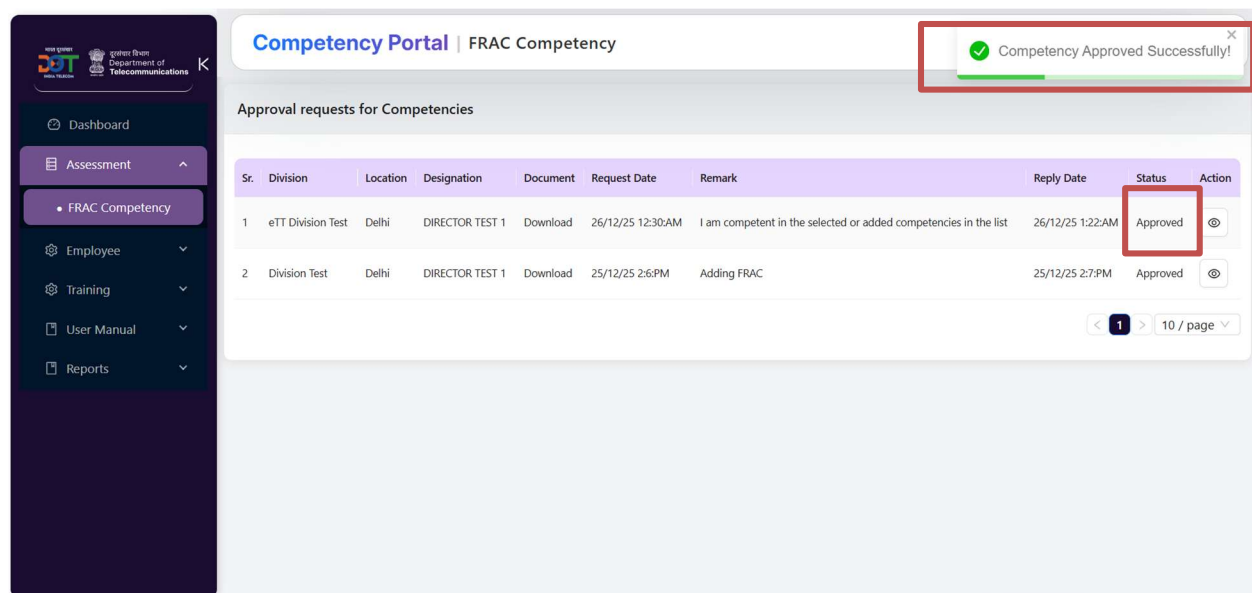 भारत दूरसंचार
DOT
INDIA TELECOM
दूरसंचार विभाग
Department of
Telecommunications
Dashboard
Assessment
• FRAC Competency
Employee
Training
User Manual
Reports
Competency Portal | FRAC Competency
Competency Approved Successfully!
Approval requests for Competencies
Sr. Division Location Designation Document Request Date Remark Reply Date Status Action
1 eTT Division Test Delhi DIRECTOR TEST 1 Download 26/12/25 12:30:AM I am competent in the selected or added competencies in the list 26/12/25 1:22:AM Approved
2 Division Test Delhi DIRECTOR TEST 1 Download 25/12/25 2:6:PM Adding FRAC 25/12/25 2:7:PM Approved
< 1 > 10 / page